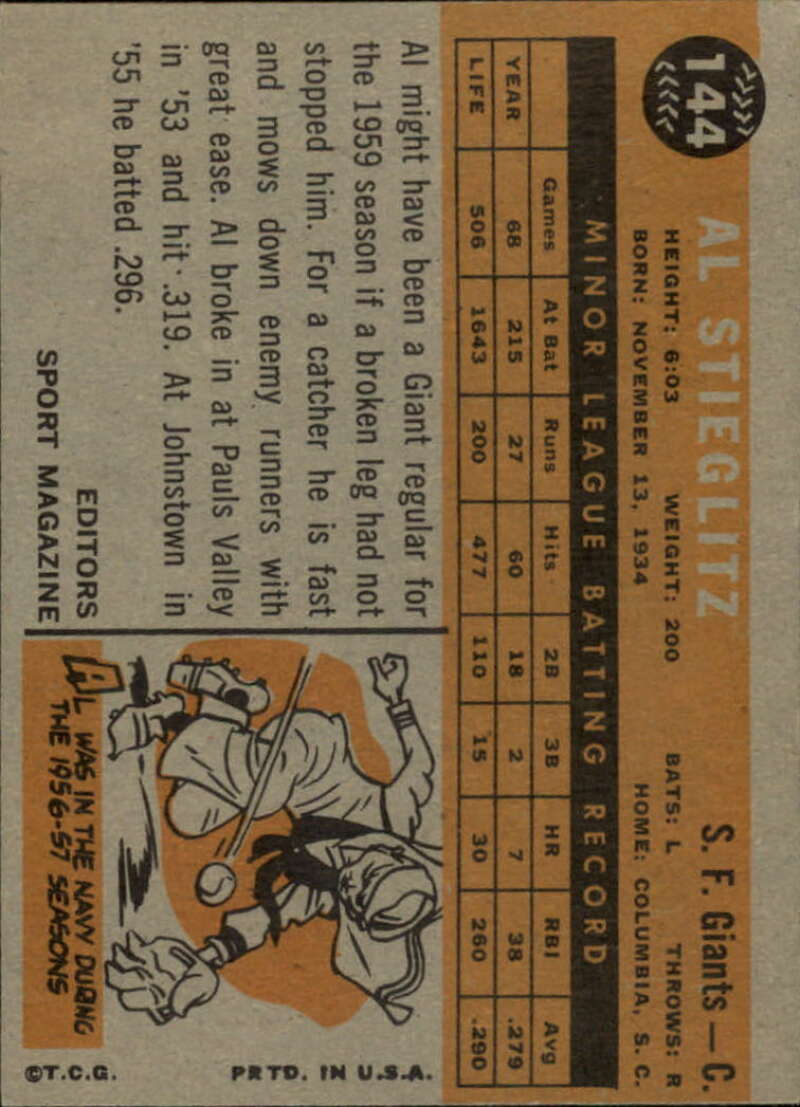 144
AL STIEGLITZ S. F. Giants — C.
HEIGHT: 6:03 WEIGHT: 200 BATS: L THROWS: R
BORN: NOVEMBER 13, 1934 HOME: COLUMBIA, S. C.
MINOR LEAGUE BATTING RECORD
Games At Bat Runs Hits 2B 3B HR RBI Avg
YEAR 68 215 27 60 18 2 7 38 .279
LIFE 506 1643 200 477 110 15 30 260 .290
Al might have been a Giant regular for
the 1959 season if a broken leg had not
stopped him. For a catcher he is fast
and mows down enemy runners with
great ease. Al broke in at Pauls Valley
in '53 and hit .319. At Johnstown in
'55 he batted .296.
EDITORS
SPORT MAGAZINE
AL WAS IN THE NAVY DURING
THE 1956-57 SEASONS
©T.C.G. PRTD. IN U.S.A.